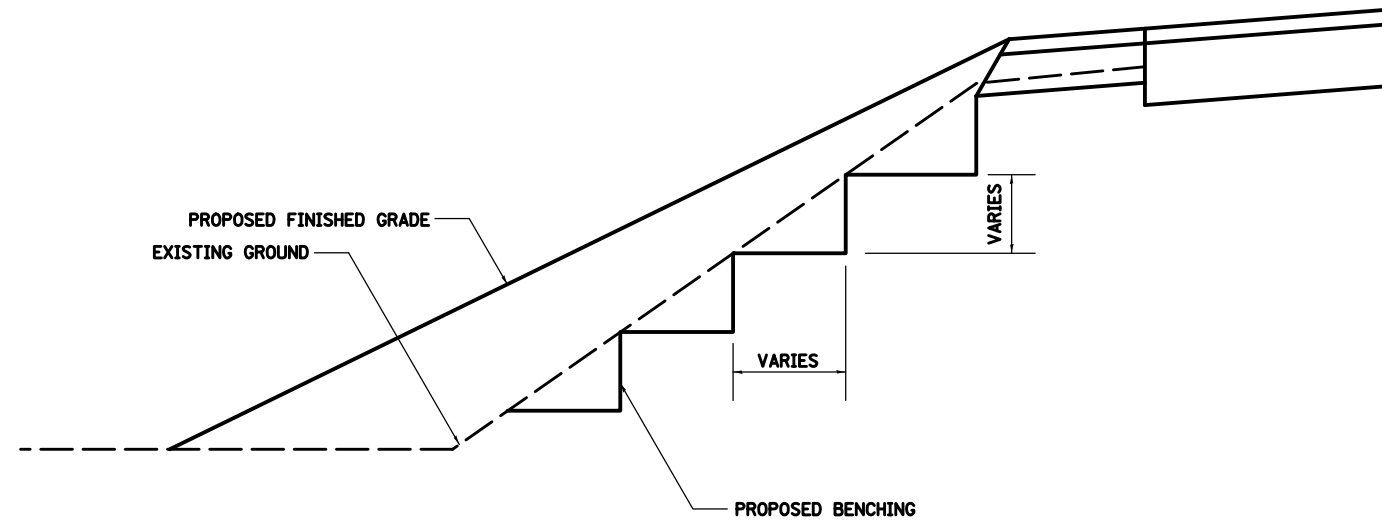 VARIES
PROPOSED FINISHED GRADE
EXISTING GROUND
VARIES
PROPOSED BENCHING